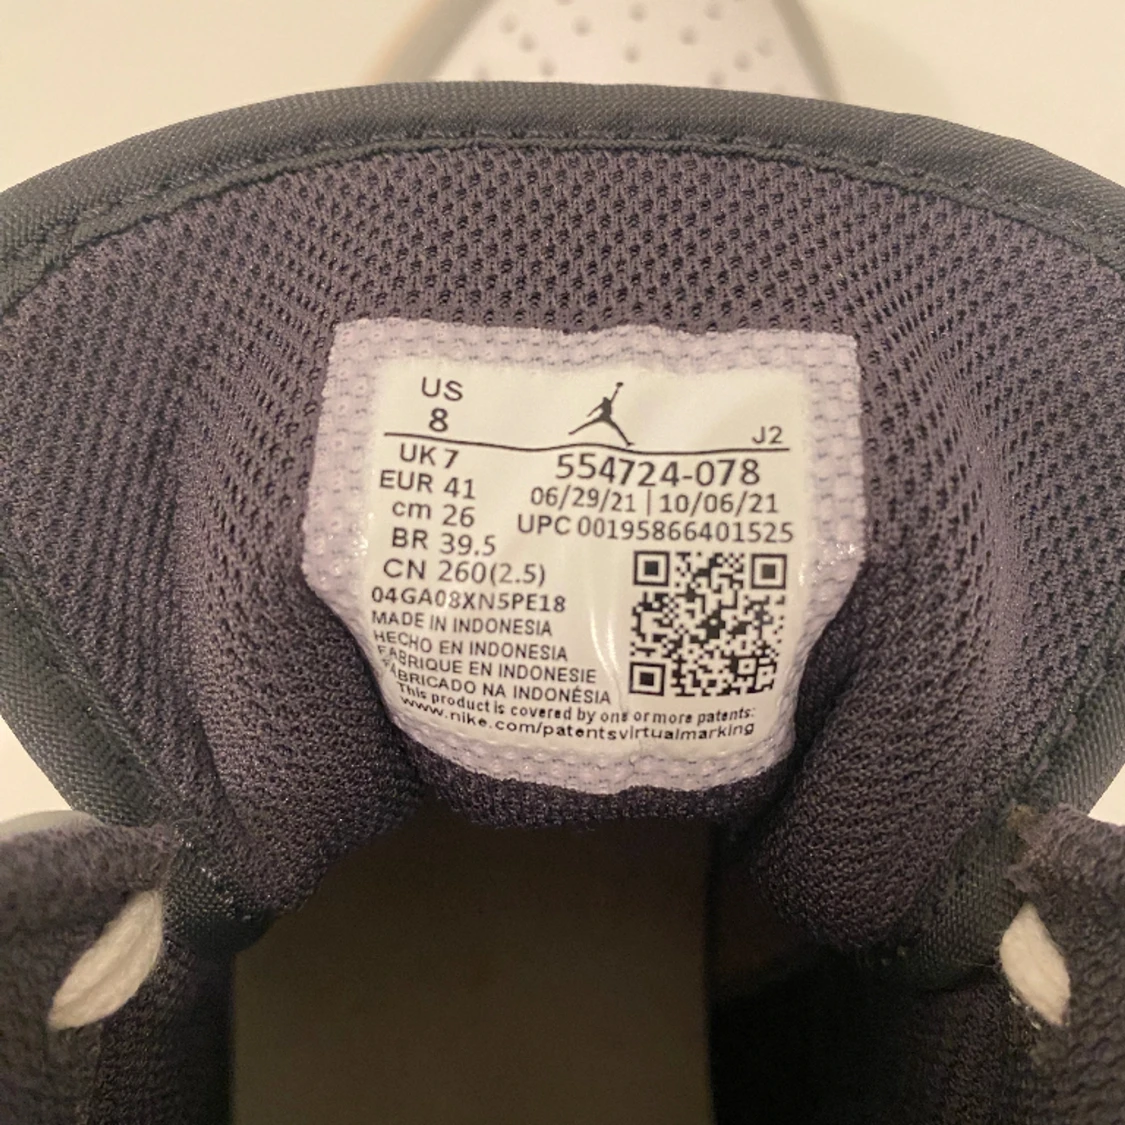 US
8
J2
UK 7
554724-078
EUR 41
06/29/21 | 10/06/21
cm 26
UPC 00195866401525
BR 39.5
CN 260(2.5)
04GA08XN5PE18
MADE IN INDONESIA
HECHO EN INDONESIA
FABRIQUE EN INDONESIE
FABRICADO NA INDONÉSIA
This product is covered by one or more patents:
www.nike.com/patentsvirtualmarking